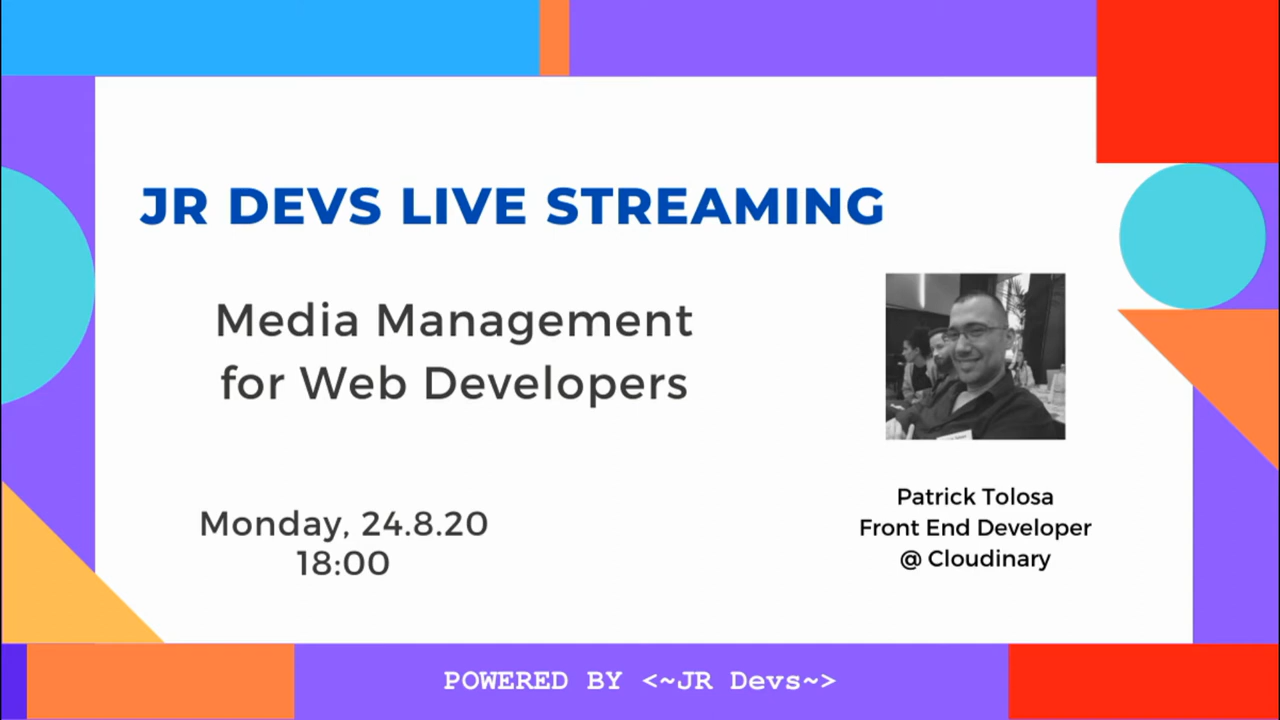 JR DEVS LIVE STREAMING
Media Management
for Web Developers
Monday, 24.8.20
18:00
Patrick Tolosa
Front End Developer
@ Cloudinary
POWERED BY <~JR Devs~>